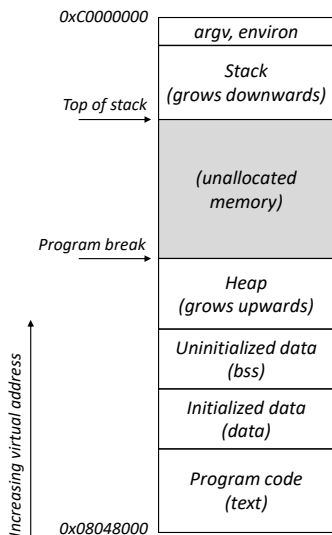 0xC0000000
argv, environ
Stack
(grows downwards)
Top of stack
(unallocated
memory)
Program break
Heap
(grows upwards)
Uninitialized data
(bss)
Initialized data
(data)
Program code
(text)
Increasing virtual address
0x08048000